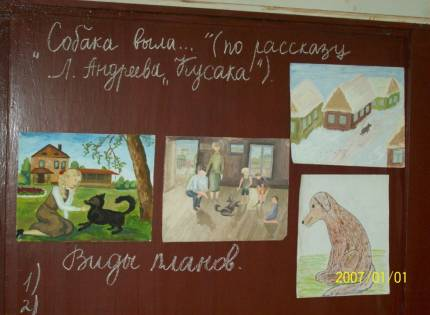 „Собака выла..." (по рассказу
Л. Андреева „Кусака").
Виды планов.
1)
2)
2007/01/01